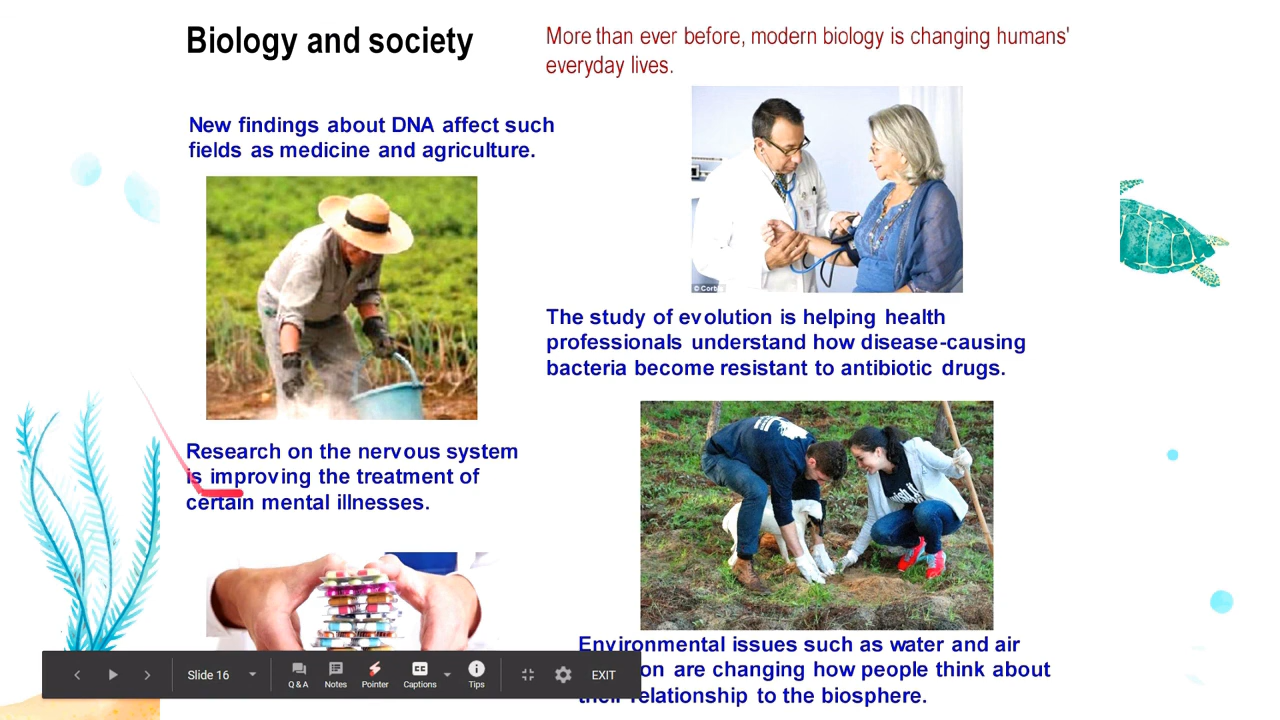 Biology and society
More than ever before, modern biology is changing humans'
everyday lives.
New findings about DNA affect such
fields as medicine and agriculture.
© Corbis
The study of evolution is helping health
professionals understand how disease-causing
bacteria become resistant to antibiotic drugs.
Research on the nervous system
is improving the treatment of
certain mental illnesses.
Environmental issues such as water and air
are changing how people think about
their relationship to the biosphere.
Slide 16
Q & A
Notes
Pointer
CC
Captions
Tips
EXIT